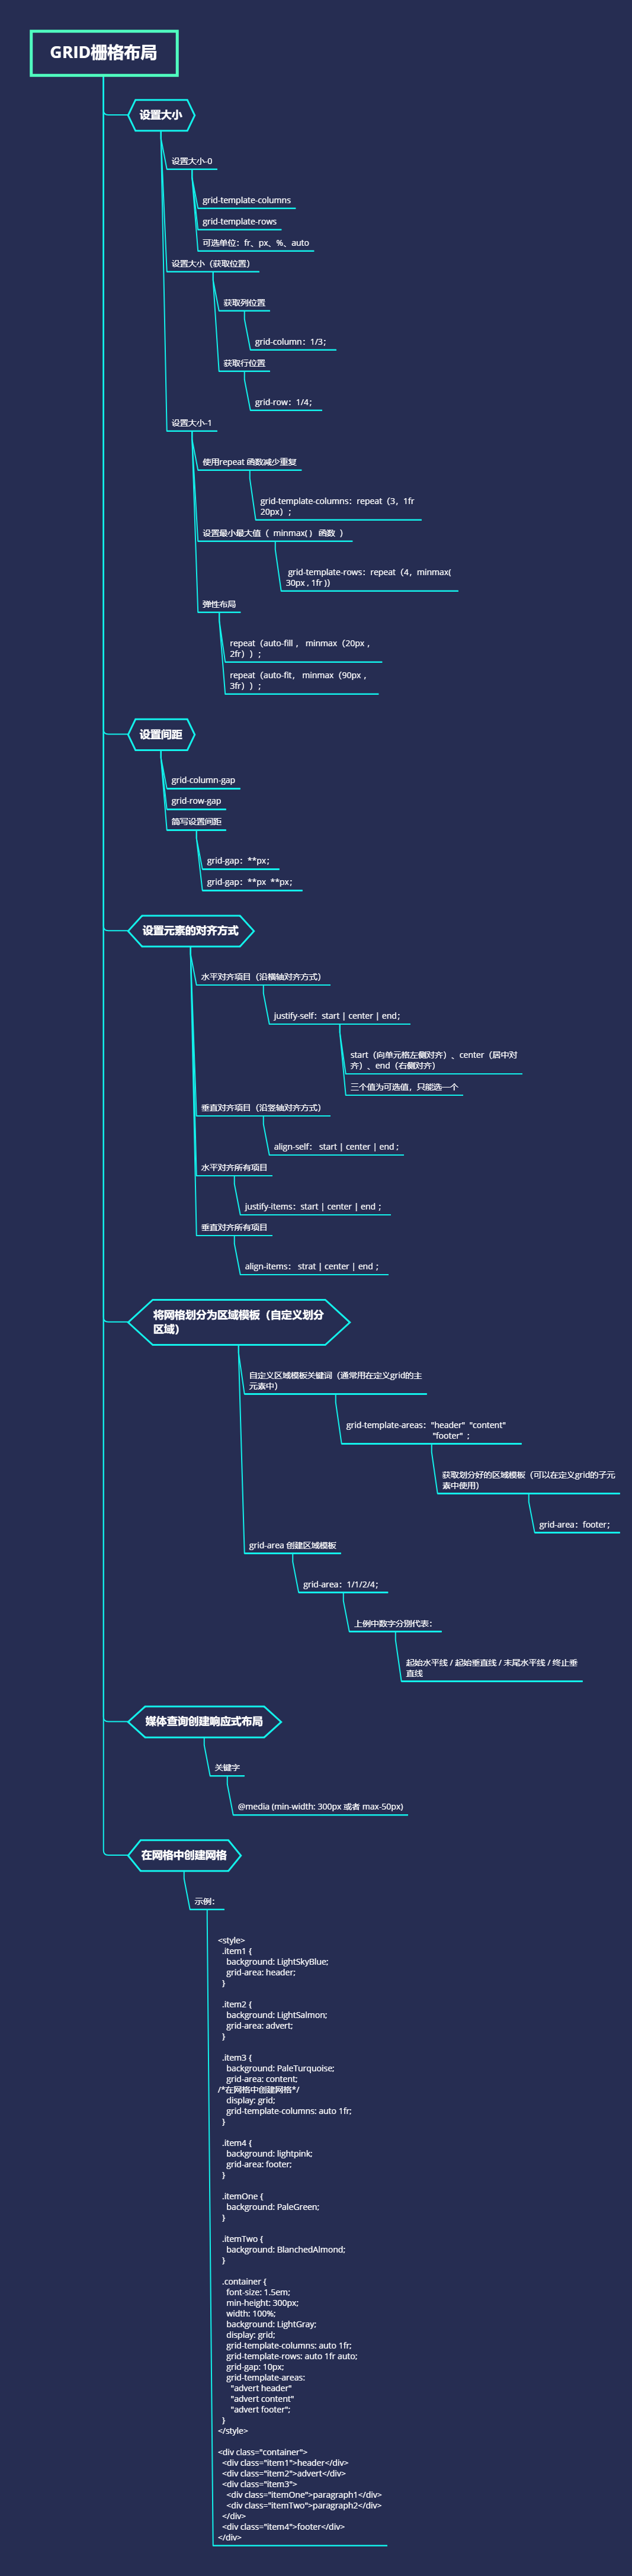 GRID栅格布局
设置大小
设置大小-0
grid-template-columns
grid-template-rows
可选单位：fr、px、%、auto
设置大小（获取位置）
获取列位置
grid-column：1/3；
获取行位置
grid-row：1/4；
设置大小-1
使用repeat 函数减少重复
grid-template-columns：repeat（3，1fr
20px）；
设置最小最大值（ minmax( ) 函数 ）
grid-template-rows：repeat（4，minmax(
30px , 1fr ))
弹性布局
repeat（auto-fill ， minmax（20px ，
2fr））；
repeat（auto-fit， minmax（90px ，
3fr））；
设置间距
grid-column-gap
grid-row-gap
简写设置间距
grid-gap：**px；
grid-gap：**px **px；
设置元素的对齐方式
水平对齐项目（沿横轴对齐方式）
justify-self：start | center | end；
start（向单元格左侧对齐）、center（居中对
齐）、end（右侧对齐）
三个值为可选值，只能选一个
垂直对齐项目（沿竖轴对齐方式）
align-self： start | center | end ；
水平对齐所有项目
justify-items：start | center | end ；
垂直对齐所有项目
align-items： strat | center | end ；
将网格划分为区域模板（自定义划分
区域）
自定义区域模板关键词（通常用在定义grid的主
元素中）
grid-template-areas："header" "content"
"footer" ；
获取划分好的区域模板（可以在定义grid的子元
素中使用）
grid-area：footer；
grid-area 创建区域模板
grid-area：1/1/2/4；
上例中数字分别代表：
起始水平线 / 起始垂直线 / 末尾水平线 / 终止垂
直线
媒体查询创建响应式布局
关键字
@media (min-width: 300px 或者 max-50px)
在网格中创建网格
示例：
<style>
.item1 {
background: LightSkyBlue;
grid-area: header;
}
.item2 {
background: LightSalmon;
grid-area: advert;
}
.item3 {
background: PaleTurquoise;
grid-area: content;
/*在网格中创建网格*/
display: grid;
grid-template-columns: auto 1fr;
}
.item4 {
background: lightpink;
grid-area: footer;
}
.itemOne {
background: PaleGreen;
}
.itemTwo {
background: BlanchedAlmond;
}
.container {
font-size: 1.5em;
min-height: 300px;
width: 100%;
background: LightGray;
display: grid;
grid-template-columns: auto 1fr;
grid-template-rows: auto 1fr auto;
grid-gap: 10px;
grid-template-areas:
"advert header"
"advert content"
"advert footer";
}
</style>
<div class="container">
<div class="item1">header</div>
<div class="item2">advert</div>
<div class="item3">
<div class="itemOne">paragraph1</div>
<div class="itemTwo">paragraph2</div>
</div>
<div class="item4">footer</div>
</div>